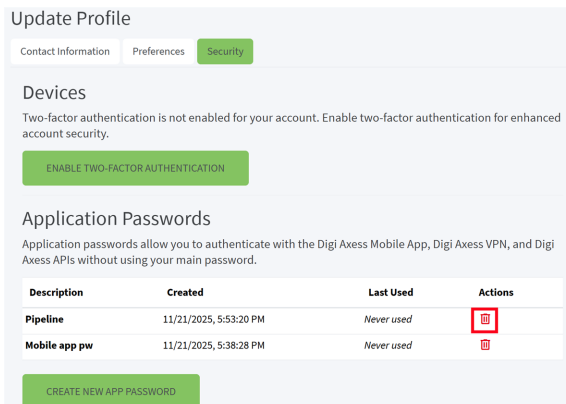 Update Profile
Contact Information Preferences Security
Devices
Two-factor authentication is not enabled for your account. Enable two-factor authentication for enhanced
account security.
ENABLE TWO-FACTOR AUTHENTICATION
Application Passwords
Application passwords allow you to authenticate with the Digi Axess Mobile App, Digi Axess VPN, and Digi
Axess APIs without using your main password.
Description Created Last Used Actions
Pipeline 11/21/2025, 5:53:20 PM Never used
Mobile app pw 11/21/2025, 5:38:28 PM Never used
CREATE NEW APP PASSWORD